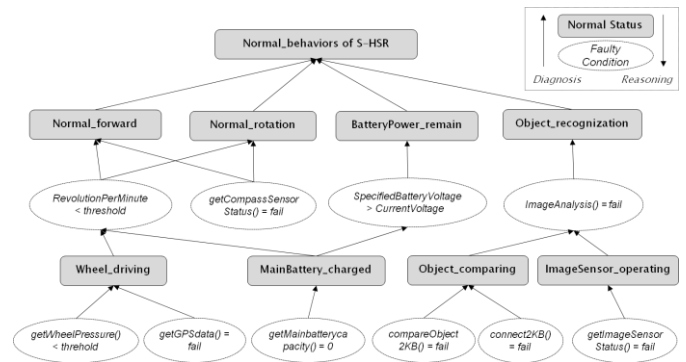 Normal_behaviors of S-HSR
Normal Status
Faulty
Condition
Diagnosis
Reasoning
Normal_forward
Normal_rotation
BatteryPower_remain
Object_recognization
RevolutionPerMinute
< threshold
getCompassSensor
Status() = fail
SpecifiedBatteryVoltage
> CurrentVoltage
ImageAnalysis() = fail
Wheel_driving
MainBattery_charged
Object_comparing
ImageSensor_operating
getWheelPressure()
< threshold
getGPSdata() =
fail
getMainbatteryca
pacity() = 0
compareObject
2KB() = fail
connect2KB()
= fail
getImageSensor
Status() = fail